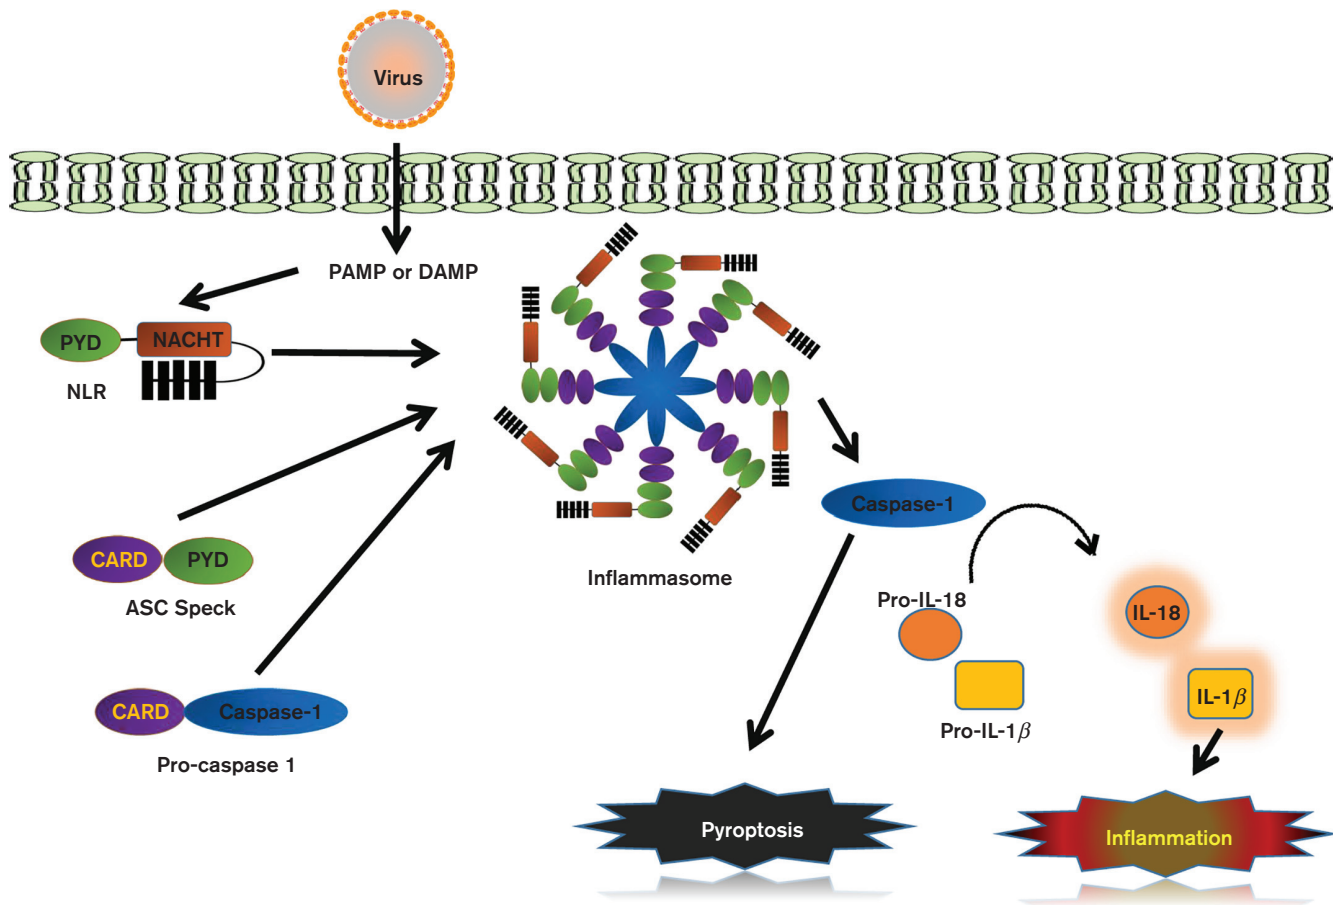 Virus
PAMP or DAMP
PYD
NACHT
NLR
CARD
PYD
ASC Speck
CARD
Caspase-1
Pro-caspase 1
Inflammasome
Caspase-1
Pro-IL-18
Pro-IL-1β
IL-18
IL-1β
Pyroptosis
Inflammation